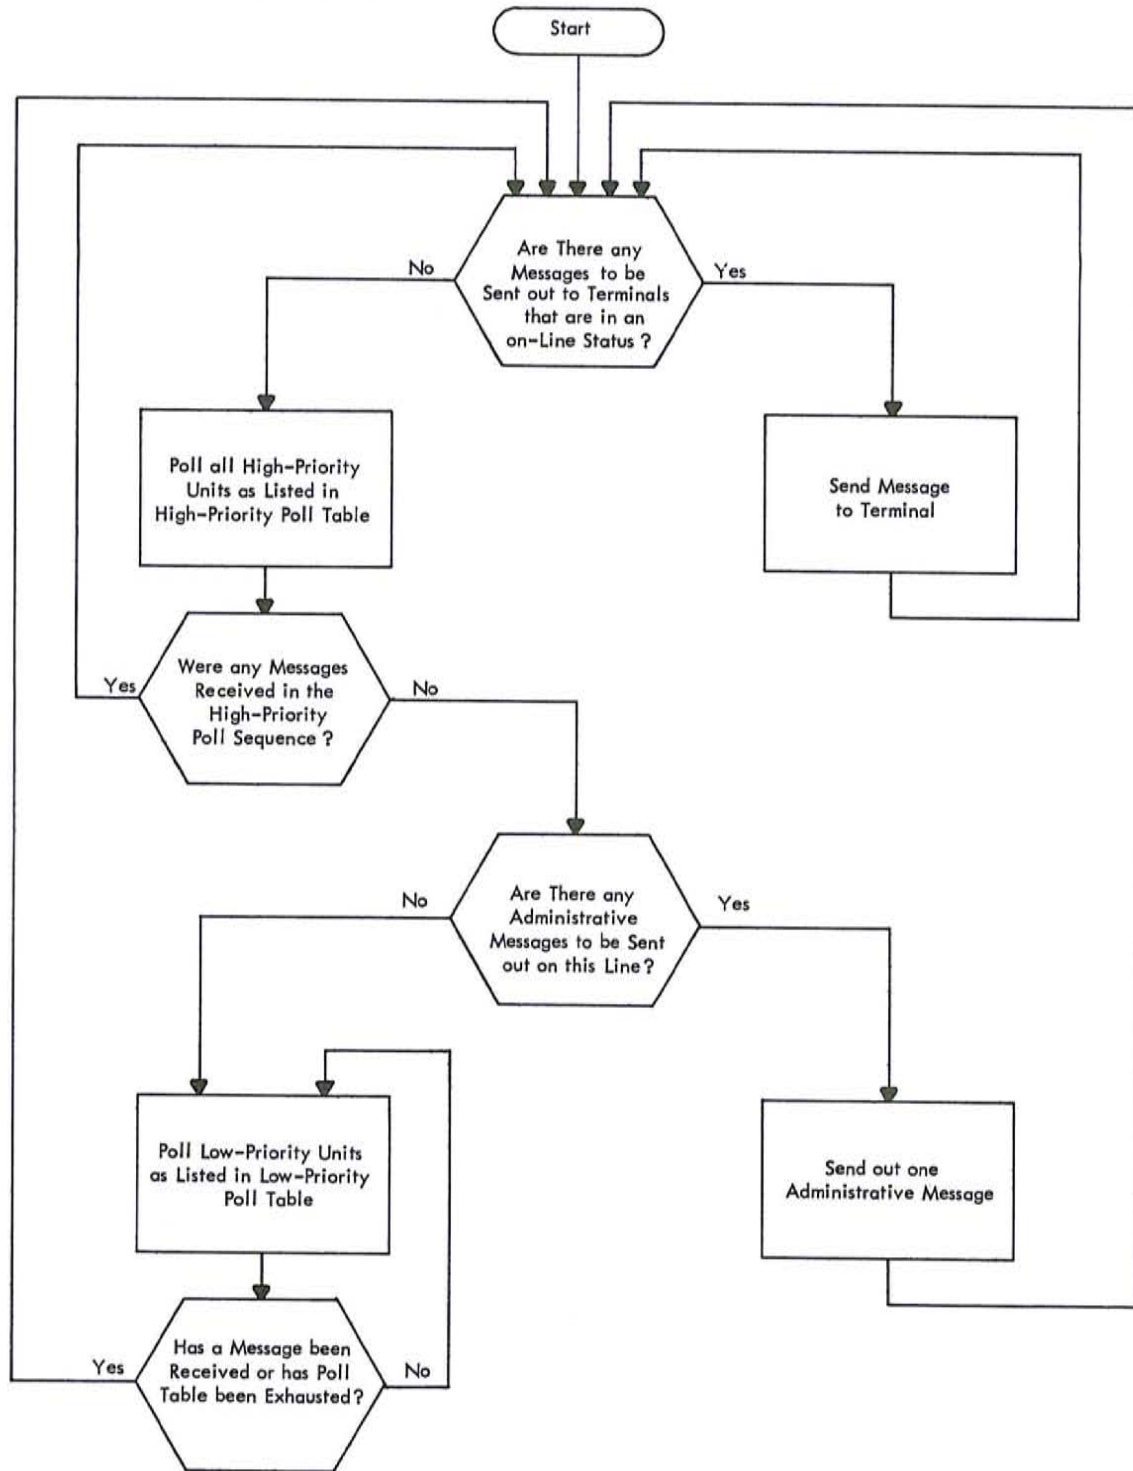 Start
Are There any
Messages to be
Sent out to Terminals
that are in an
on-Line Status ?
No
Yes
Poll all High-Priority
Units as Listed in
High-Priority Poll Table
Send Message
to Terminal
Were any Messages
Received in the
High-Priority
Poll Sequence ?
Yes
No
Are There any
Administrative
Messages to be Sent
out on this Line?
No
Yes
Poll Low-Priority Units
as Listed in Low-Priority
Poll Table
Send out one
Administrative Message
Has a Message been
Received or has Poll
Table been Exhausted?
Yes
No